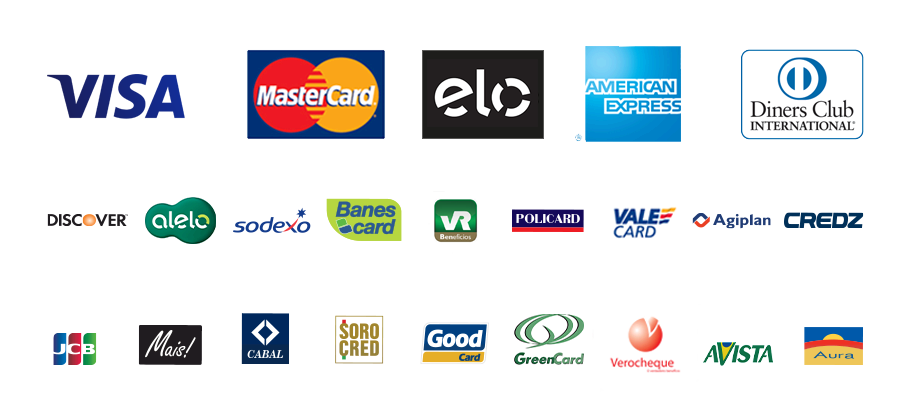 VISA
MasterCard
elo
AMERICAN
EXPRESS
®
Diners Club
INTERNATIONAL®
DISCOVER
alelo
sodexo
Banes
card
VR
Benefícios
POLICARD
VALE
CARD
Agiplan
CREDZ
JCB
Mais!
CABAL
SORO
CRED
Good
Card
GreenCard
Verocheque
AVISTA
Aura